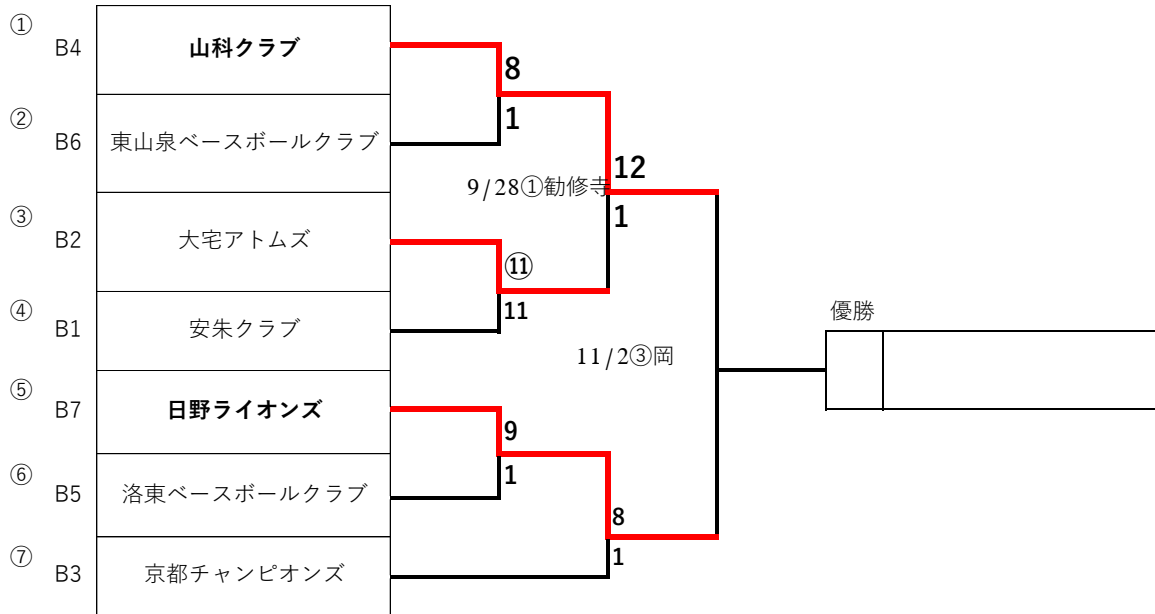 ①
B4 山科クラブ
8
②
B6 東山泉ベースボールクラブ
1
12
9/28①勧修寺
③
B2 大宅アトムズ
1
⑪
④
B1 安朱クラブ
11
優勝
11/2③岡
⑤
B7 日野ライオンズ
9
⑥
B5 洛東ベースボールクラブ
1
8
⑦
B3 京都チャンピオンズ
1